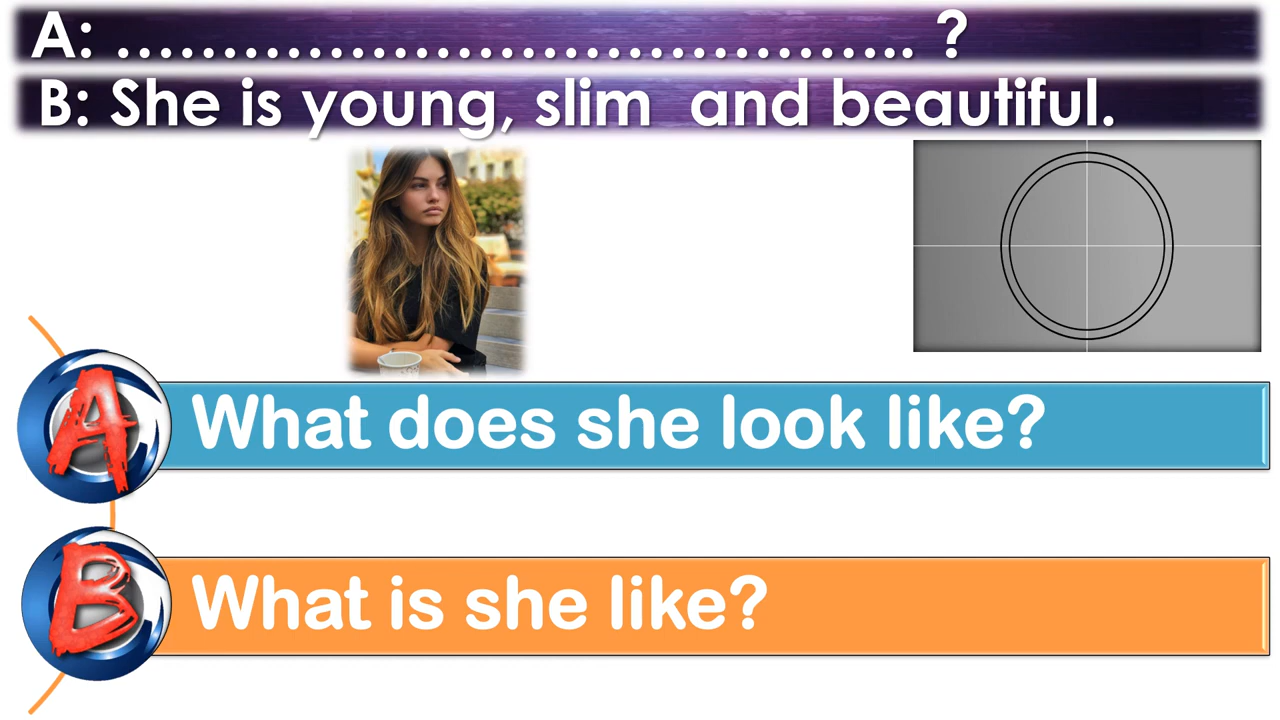 A: ………………………………………………….. ?
B: She is young, slim and beautiful.
A What does she look like?
B What is she like?